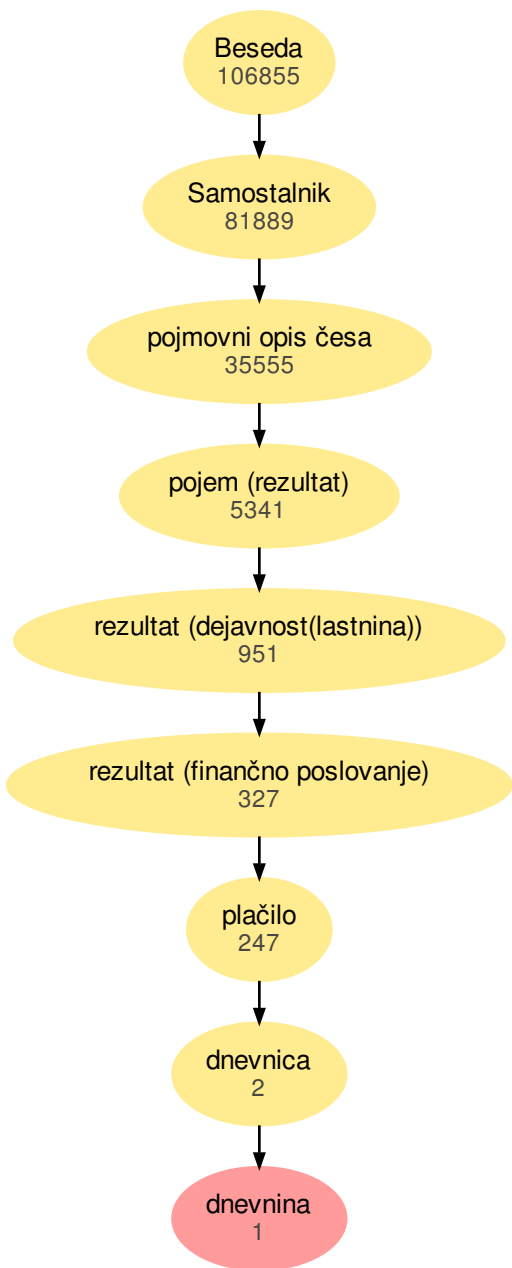 Beseda
106855
Samostalnik
81889
pojmovni opis česa
35555
pojem (rezultat)
5341
rezultat (dejavnost(lastnina))
951
rezultat (finančno poslovanje)
327
plačilo
247
dnevnica
2
dnevnina
1